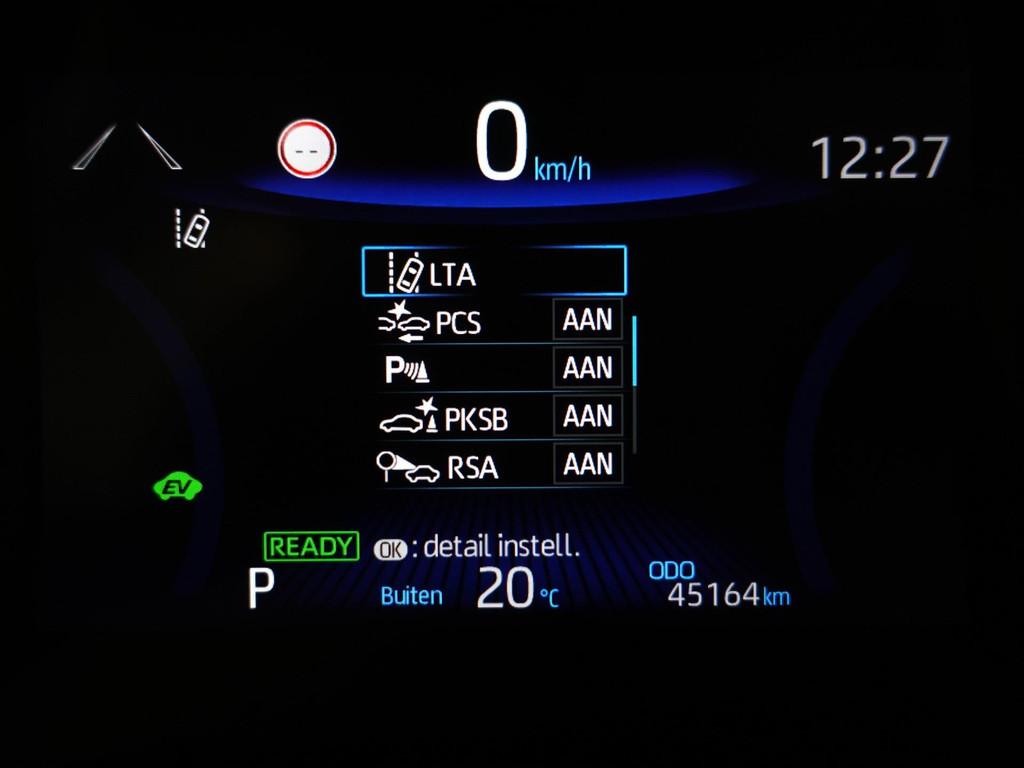 -- 0 km/h 12:27
LTA
PCS AAN
P AAN
PKSB AAN
RSA AAN
EV
READY OK : detail instell.
P Buiten 20 °C ODO
45164 km